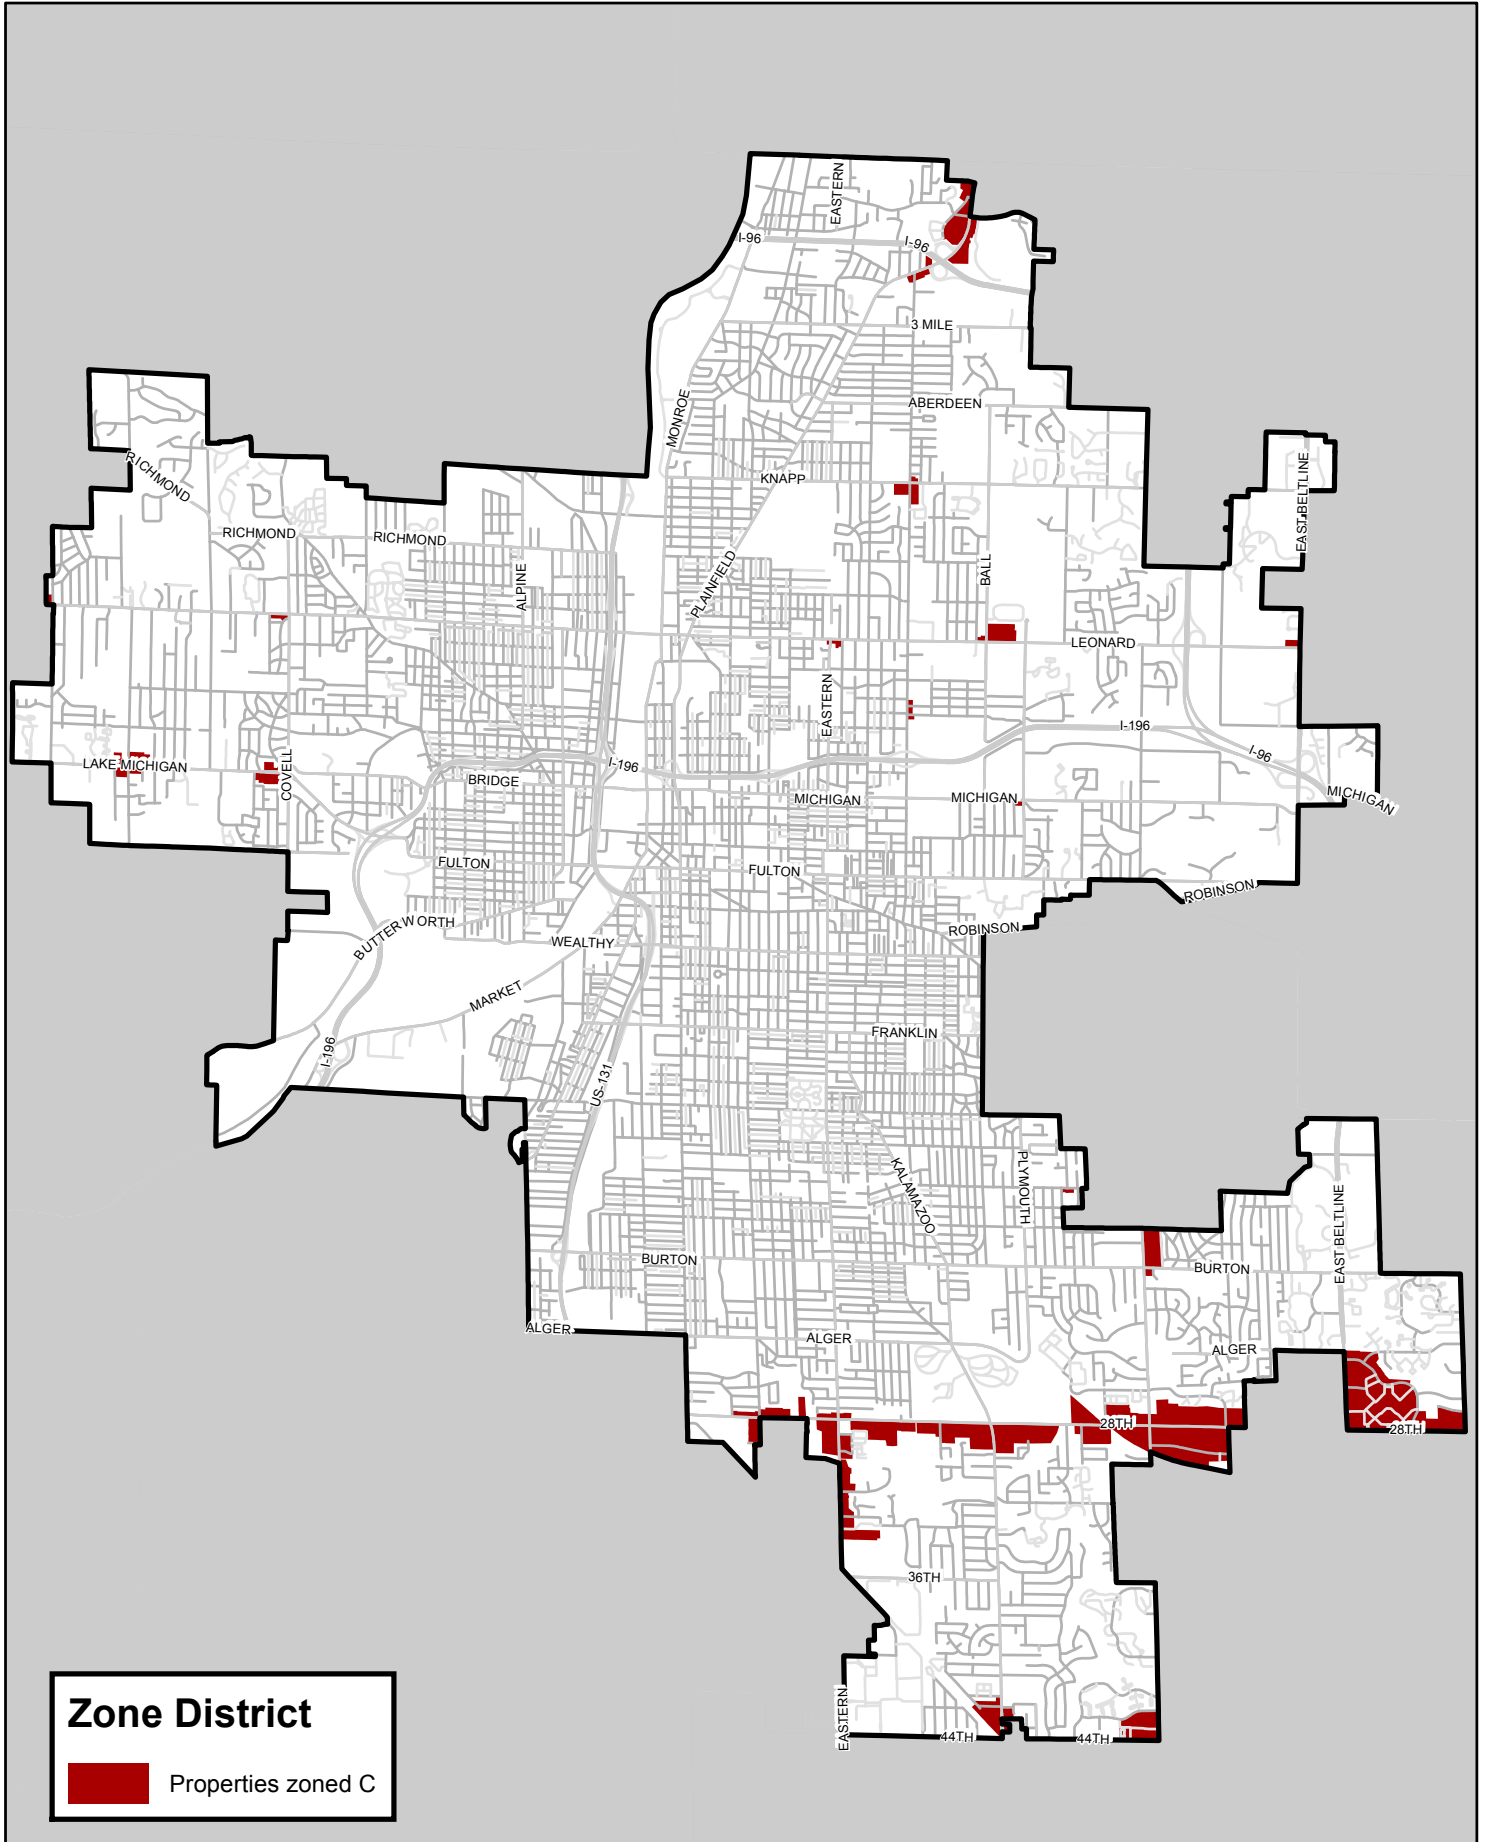 EASTERN
I-96
I-96
3 MILE
MONROE
ABERDEEN
RICHMOND
KNAPP
EAST BELTLINE
RICHMOND
RICHMOND
ALPINE
PLAINFIELD
BALL
LEONARD
EASTERN
I-196
I-96
LAKE MICHIGAN
COVELL
I-196
BRIDGE
MICHIGAN
MICHIGAN
MICHIGAN
FULTON
FULTON
ROBINSON
BUTTERWORTH
WEALTHY
ROBINSON
MARKET
FRANKLIN
I-196
US-131
KALAMAZOO
PLYMOUTH
EAST BELTLINE
BURTON
BURTON
ALGER
ALGER
ALGER
28TH
28TH
36TH
EASTERN
44TH
44TH
Zone District
Properties zoned C